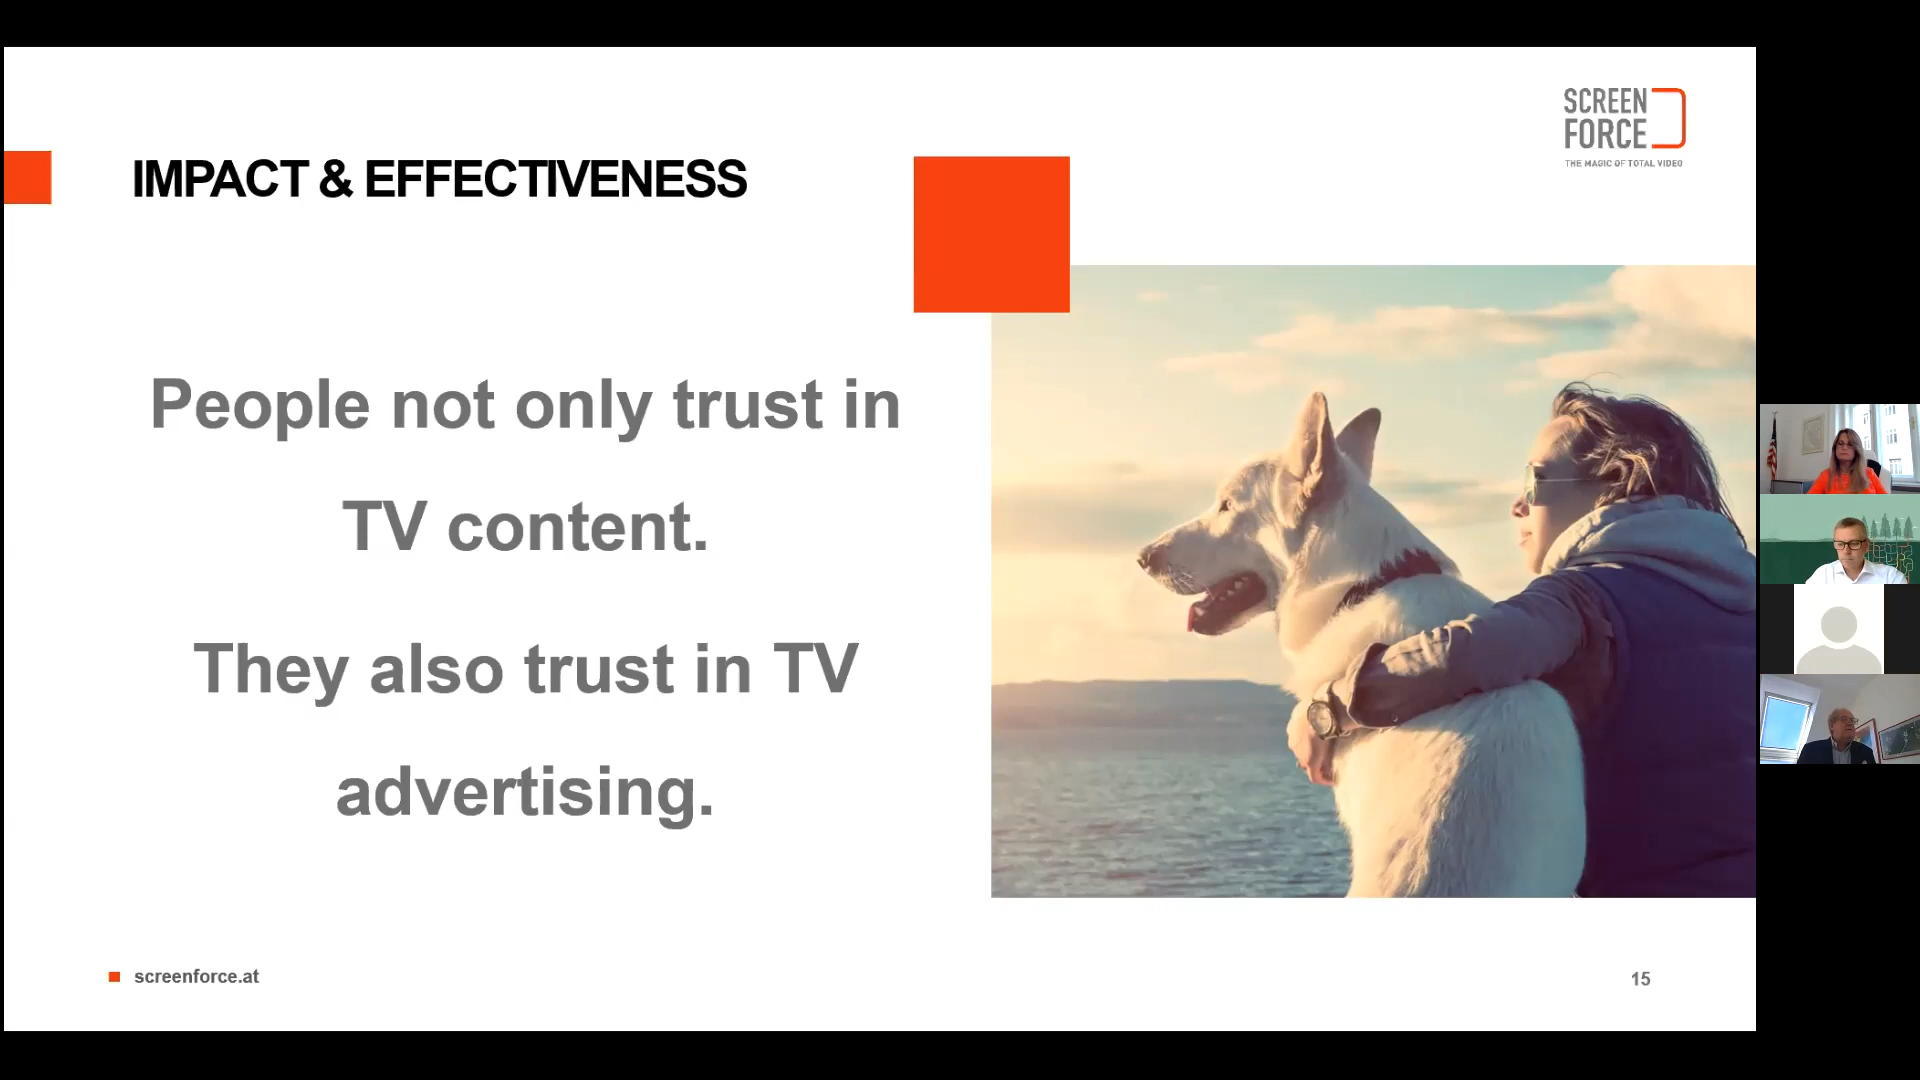 SCREEN
FORCE
THE MAGIC OF TOTAL VIDEO
IMPACT & EFFECTIVENESS
People not only trust in
TV content.
They also trust in TV
advertising.
screenforce.at
15